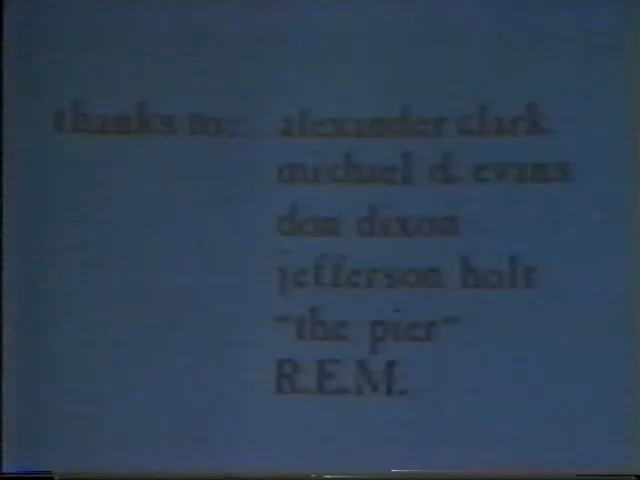 thanks to: alexander clark
michael d. evans
don dixon
jefferson holt
"the pier"
R.E.M.